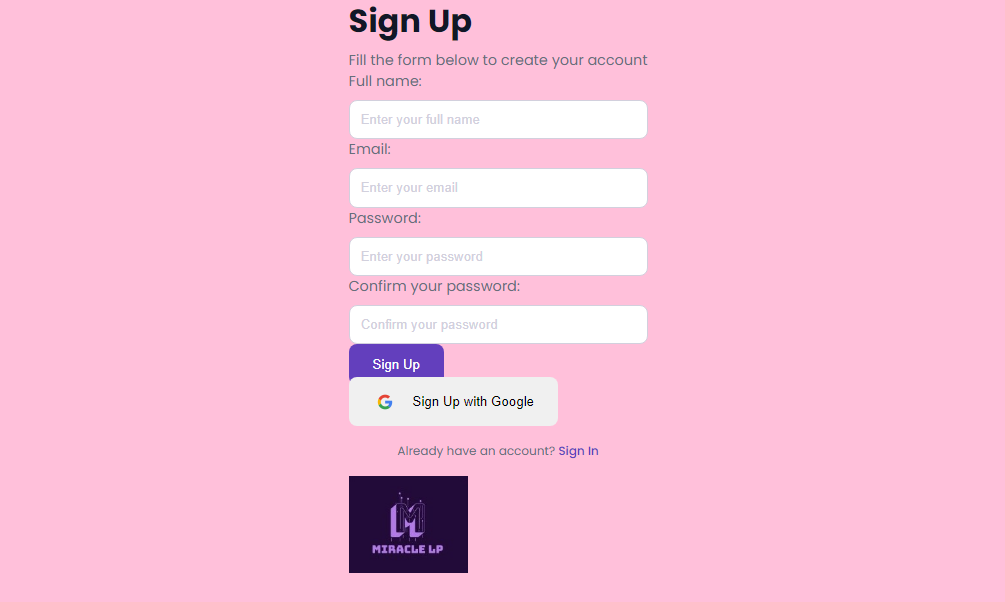 Sign Up
Fill the form below to create your account
Full name:
Enter your full name
Email:
Enter your email
Password:
Enter your password
Confirm your password:
Confirm your password
Sign Up
Sign Up with Google
Already have an account? Sign In
MIRACLE LP